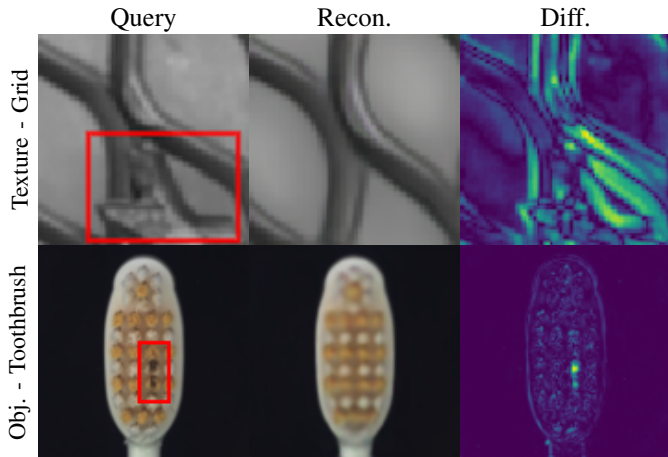 Query Recon. Diff.
Texture - Grid
Obj. - Toothbrush